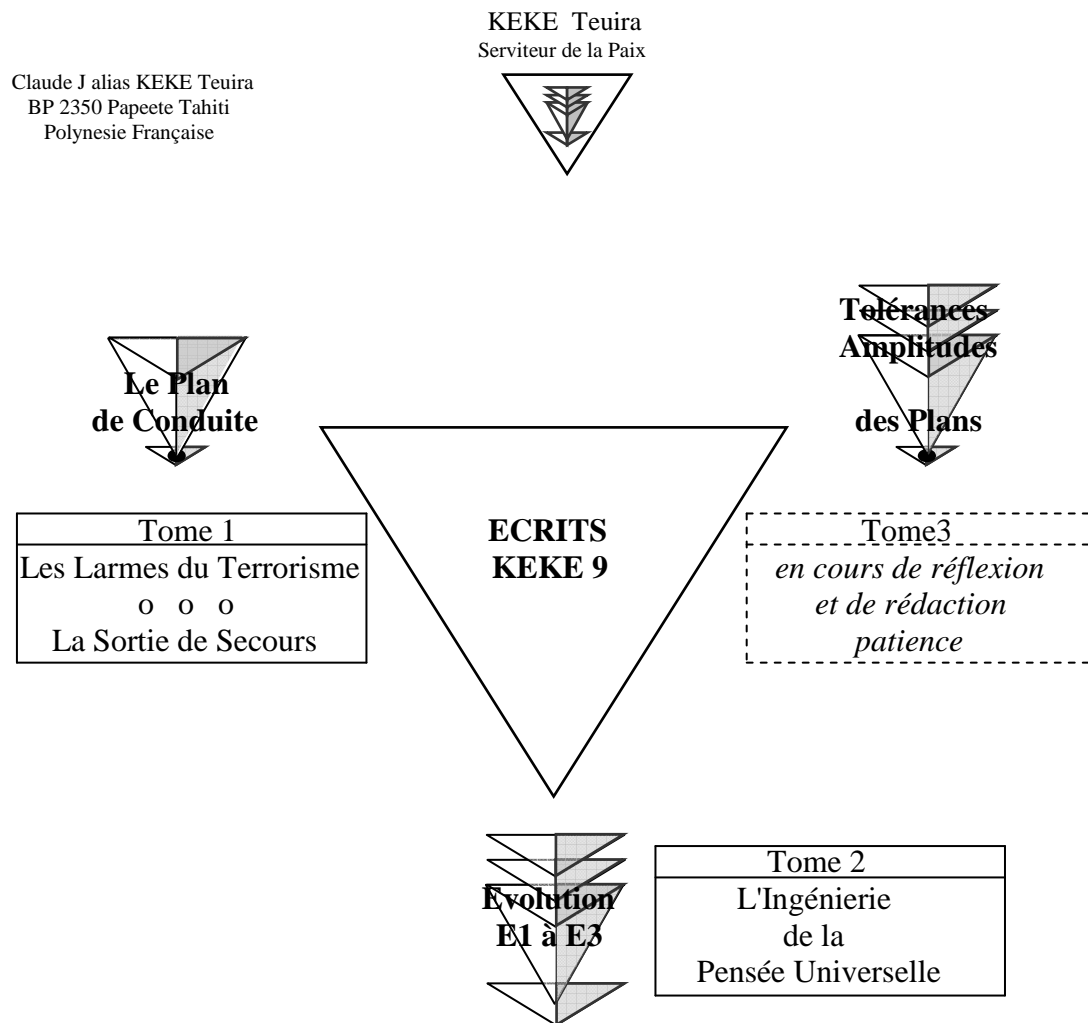 KEKE Teuira
Serviteur de la Paix
Claude J alias KEKE Teuira
BP 2350 Papeete Tahiti
Polynesie Française
Tolérances
Amplitudes
des Plans
Le Plan
de Conduite
ECRITS
KEKE 9
Tome 1
Les Larmes du Terrorisme
o o o
La Sortie de Secours
Tome3
en cours de réflexion
et de rédaction
patience
Evolution
E1 à E3
Tome 2
L'Ingénierie
de la
Pensée Universelle